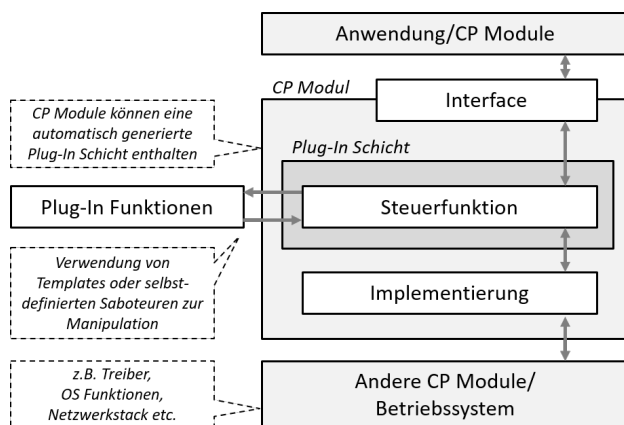 Anwendung/CP Module
CP Modul
Interface
CP Module können eine
automatisch generierte
Plug-In Schicht enthalten
Plug-In Schicht
Plug-In Funktionen
Steuerfunktion
Verwendung von
Templates oder selbst-
definierten Saboteuren zur
Manipulation
Implementierung
z.B. Treiber,
OS Funktionen,
Netzwerkstack etc.
Andere CP Module/
Betriebssystem